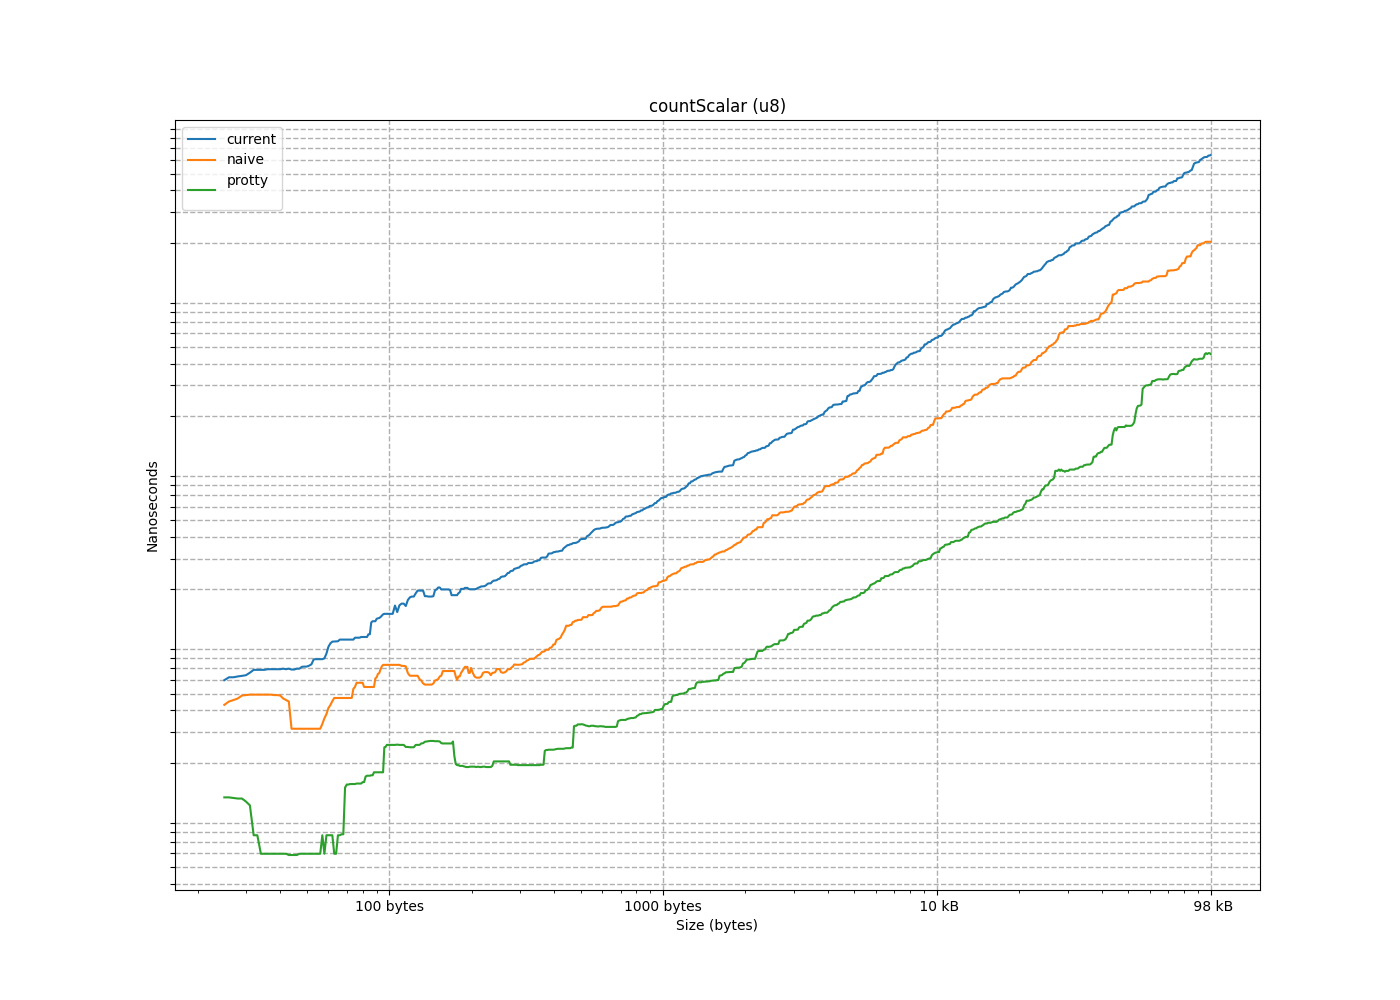 countScalar (u8)
current
naive
protty
Nanoseconds
100 bytes
1000 bytes
10 kB
98 kB
Size (bytes)